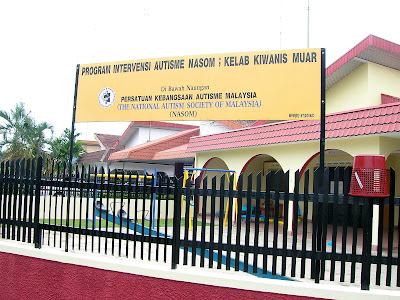 PROGRAM INTERVENSI AUTISME NASOM : KELAB KIWANIS MUAR
Di Bawah Naungan
PERSATUAN KEBANGSAAN AUTISME MALAYSIA
(THE NATIONAL AUTISM SOCIETY OF MALAYSIA)
(NASOM)